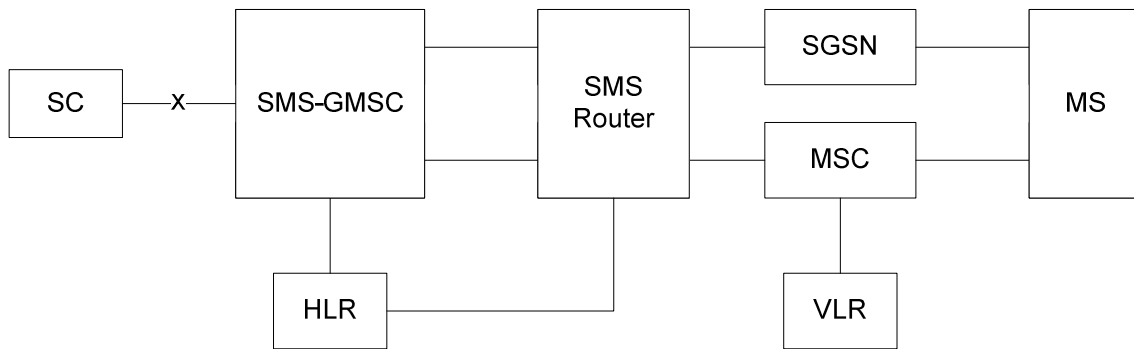 SC
x
SMS-GMSC
SMS
Router
SGSN
MSC
MS
HLR
VLR